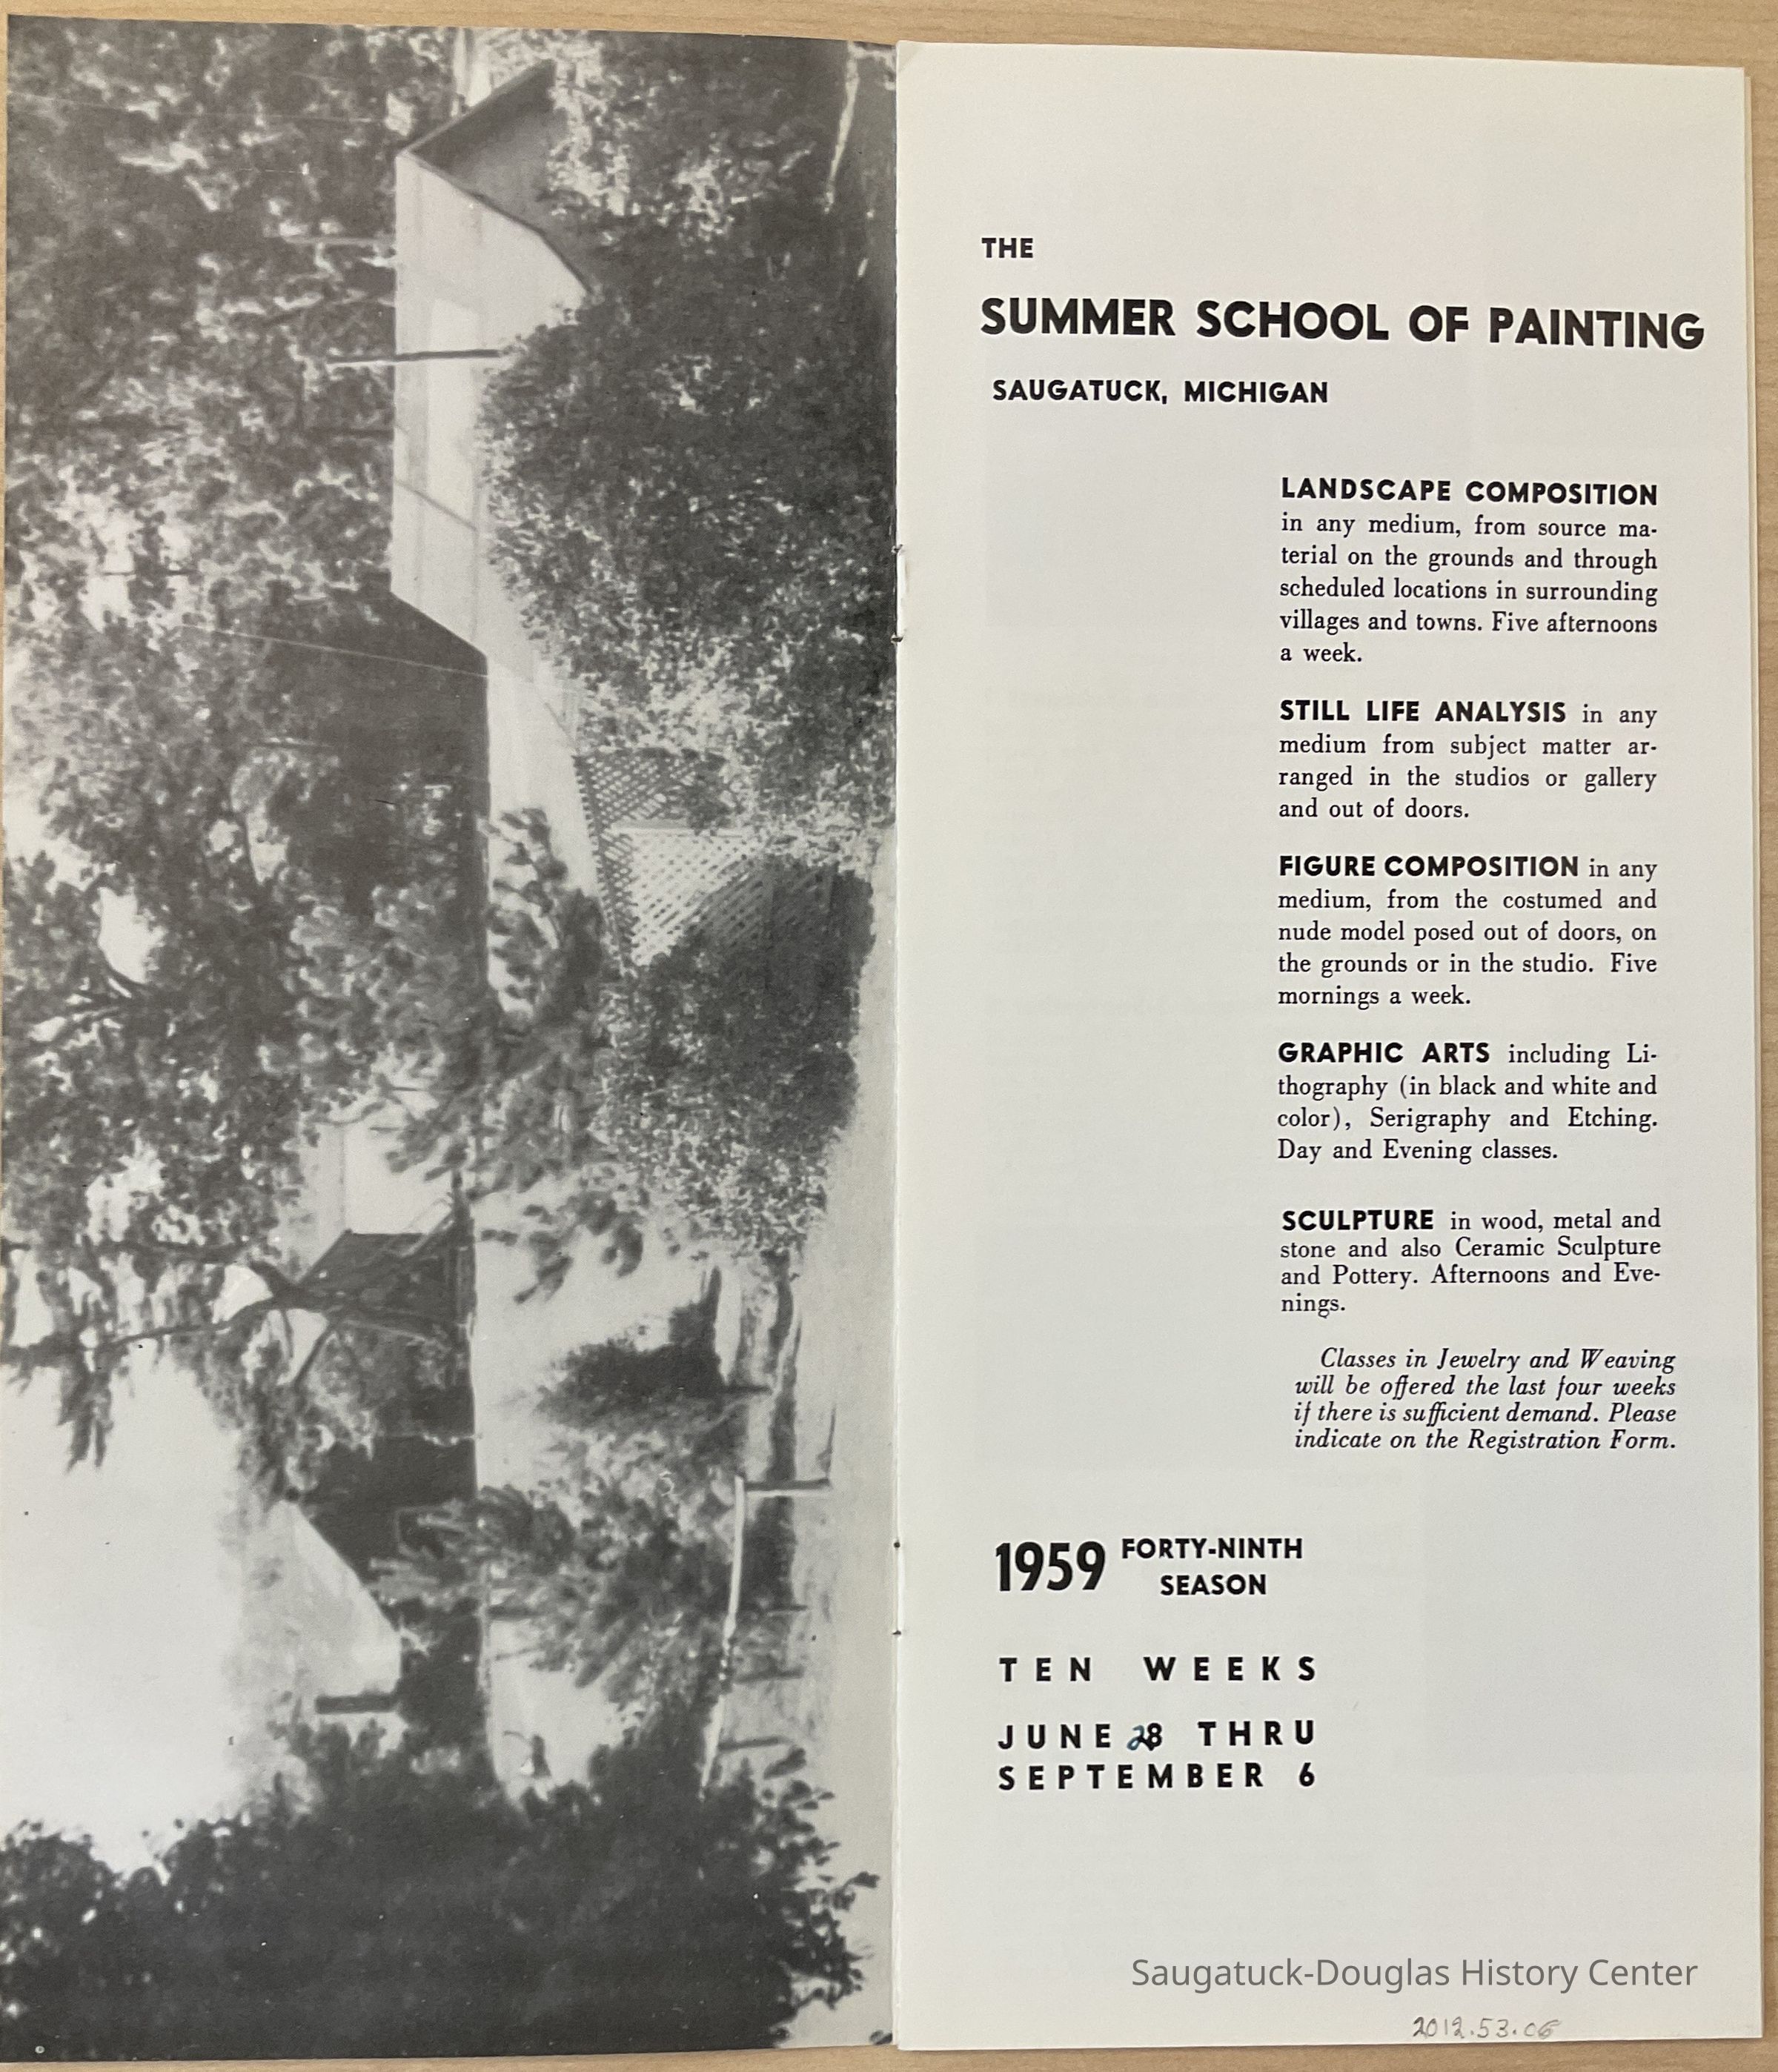 THE
SUMMER SCHOOL OF PAINTING
SAUGATUCK, MICHIGAN
LANDSCAPE COMPOSITION
in any medium, from source ma-
terial on the grounds and through
scheduled locations in surrounding
villages and towns. Five afternoons
a week.
STILL LIFE ANALYSIS in any
medium from subject matter ar-
ranged in the studios or gallery
and out of doors.
FIGURE COMPOSITION in any
medium, from the costumed and
nude model posed out of doors, on
the grounds or in the studio. Five
mornings a week.
GRAPHIC ARTS including Li-
thography (in black and white and
color), Serigraphy and Etching.
Day and Evening classes.
SCULPTURE in wood, metal and
stone and also Ceramic Sculpture
and Pottery. Afternoons and Eve-
nings.
Classes in Jewelry and Weaving
will be offered the last four weeks
if there is sufficient demand. Please
indicate on the Registration Form.
1959 FORTY-NINTH
SEASON
TEN WEEKS
JUNE 28 THRU
SEPTEMBER 6
Saugatuck-Douglas History Center
2012.53.06